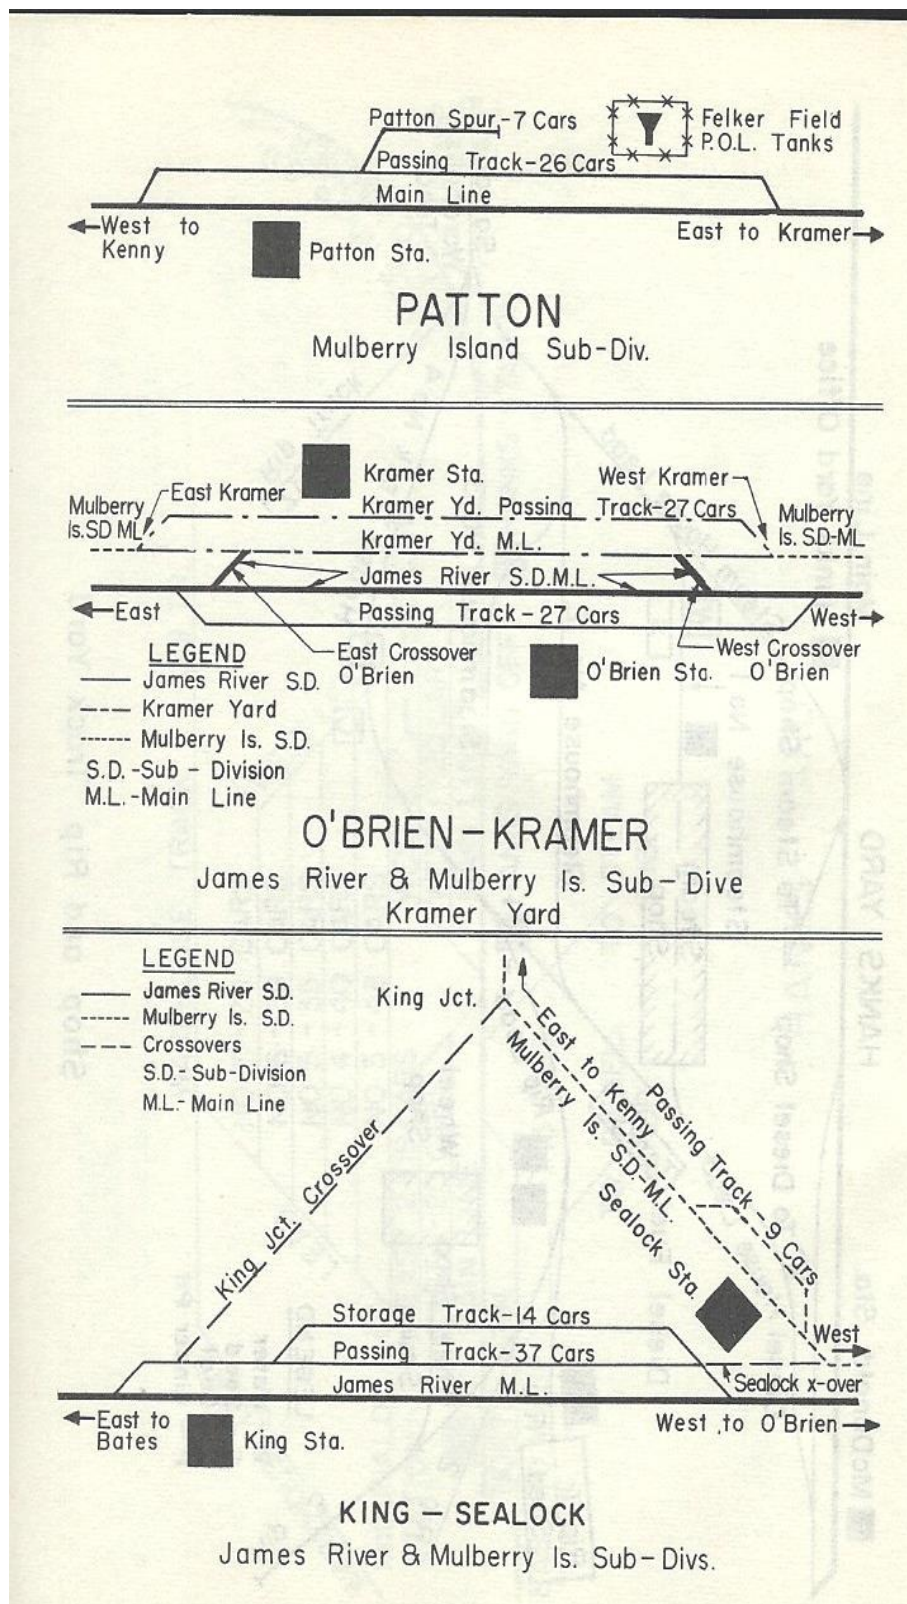 Patton Spur-7 Cars
Felker Field
P.O.L. Tanks
Passing Track-26 Cars
Main Line
West to
Kenny
East to Kramer
Patton Sta.
PATTON
Mulberry Island Sub-Div.
Kramer Sta.
West Kramer
East Kramer
Kramer Yd. Passing Track-27 Cars
Mulberry
Is.SD ML
Mulberry
Is. S.D-ML
Kramer Yd. M.L.
James River S.D.M.L.
East
Passing Track-27 Cars
West
LEGEND
James River S.D.
Kramer Yard
Mulberry Is. S.D.
S.D.-Sub-Division
M.L.-Main Line
East Crossover
O'Brien
O'Brien Sta.
West Crossover
O'Brien
O'BRIEN-KRAMER
James River & Mulberry Is. Sub-Dive
Kramer Yard
LEGEND
James River S.D.
Mulberry Is. S.D.
Crossovers
S.D.-Sub-Division
M.L.-Main Line
King Jct.
East to Kenny
Mulberry Is. S.D.-M.L.
Passing Track-9 Cars
Sealock Sta.
King Jct. Crossover
Storage Track-14 Cars
Passing Track-37 Cars
James River M.L.
West
Sealock x-over
East to
Bates
King Sta.
West to O'Brien
KING - SEALOCK
James River & Mulberry Is. Sub-Divs.
HANKS YARD